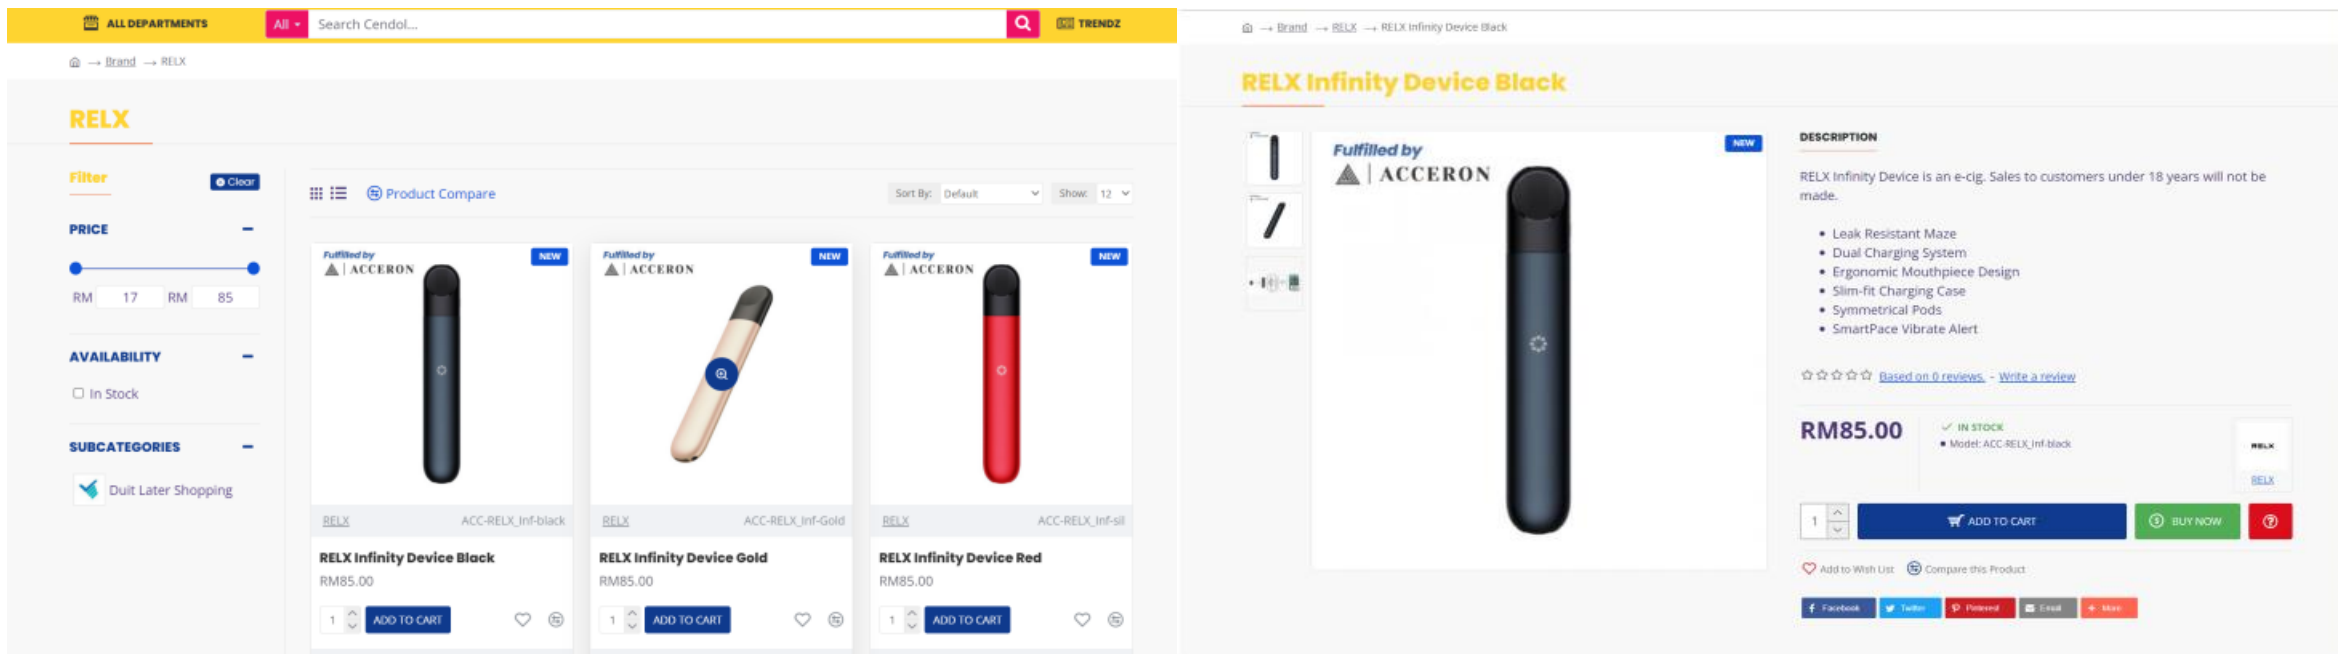 ALL DEPARTMENTS
All
Search Cendol...
TRENDZ
→ Brand → RELX
RELX
Filter
Clear
PRICE
RM 17 RM 85
AVAILABILITY
In Stock
SUBCATEGORIES
Duit Later Shopping
Product Compare
Sort By: Default
Show: 12
Fulfilled by
ACCERON
NEW
RELX ACC-RELX_Inf-black
RELX Infinity Device Black
RM85.00
1 ADD TO CART
Fulfilled by
ACCERON
NEW
RELX ACC-RELX_Inf-Gold
RELX Infinity Device Gold
RM85.00
1 ADD TO CART
Fulfilled by
ACCERON
NEW
RELX ACC-RELX_Inf-sil
RELX Infinity Device Red
RM85.00
1 ADD TO CART
→ Brand → RELX → RELX Infinity Device Black
RELX Infinity Device Black
Fulfilled by
ACCERON
NEW
DESCRIPTION
RELX Infinity Device is an e-cig. Sales to customers under 18 years will not be
made.
• Leak Resistant Maze
• Dual Charging System
• Ergonomic Mouthpiece Design
• Slim-fit Charging Case
• Symmetrical Pods
• SmartPace Vibrate Alert
Based on 0 reviews. - Write a review
RM85.00
IN STOCK
Model: ACC-RELX_Inf-black
RELX
RELX
1 ADD TO CART
BUY NOW
Add to Wish List
Compare this Product
Facebook
Twitter
Pinterest
Email
More